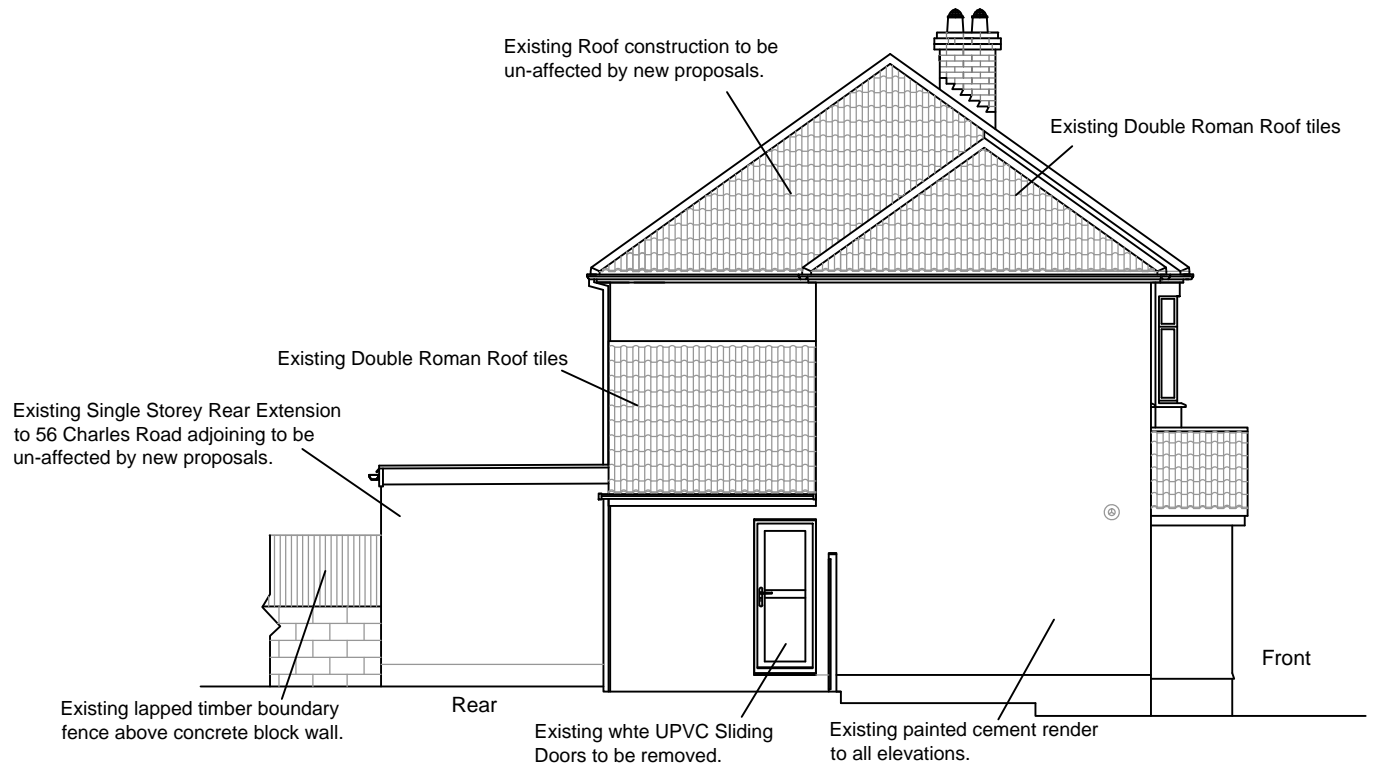 Existing Roof construction to be
un-affected by new proposals.
Existing Double Roman Roof tiles
Existing Double Roman Roof tiles
Existing Single Storey Rear Extension
to 56 Charles Road adjoining to be
un-affected by new proposals.
Front
Rear
Existing lapped timber boundary
fence above concrete block wall.
Existing whte UPVC Sliding
Doors to be removed.
Existing painted cement render
to all elevations.